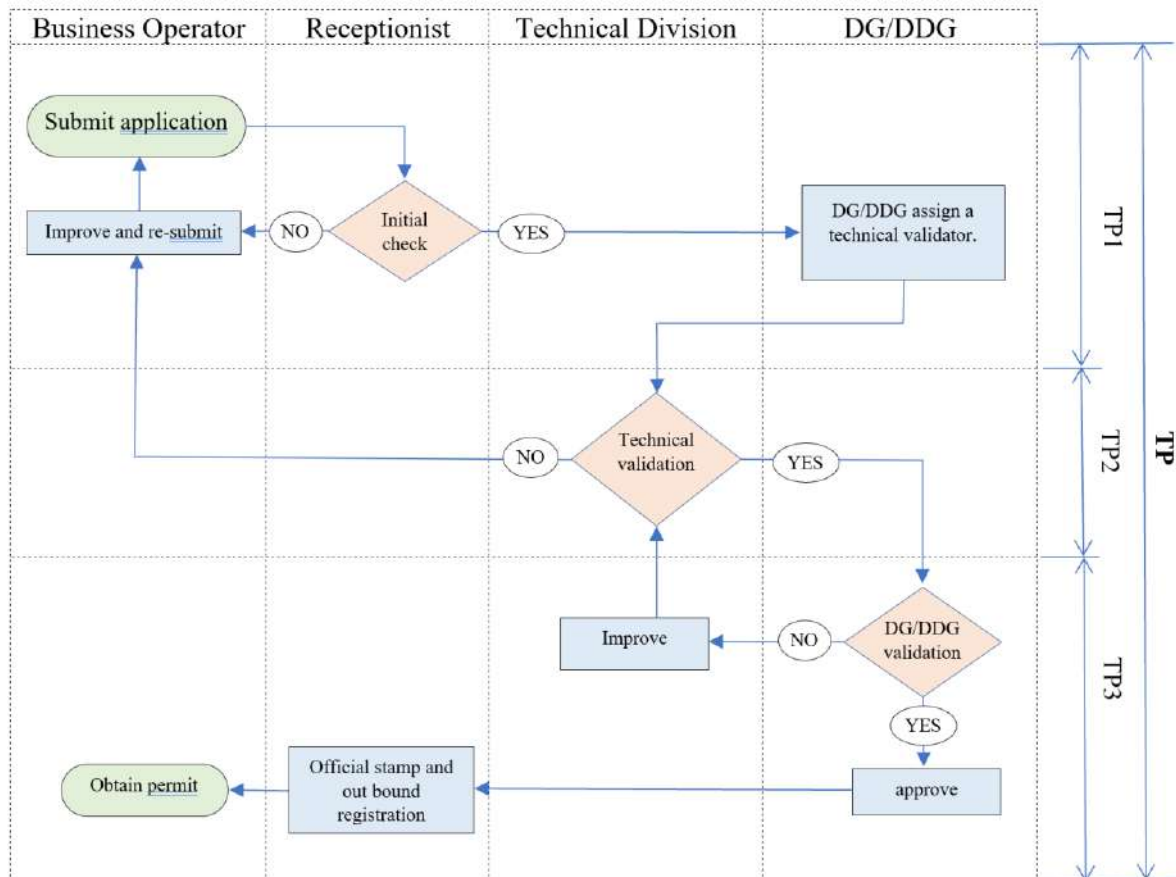 Business Operator
Receptionist
Technical Division
DG/DDG
Submit application
Improve and re-submit
NO
Initial
check
YES
DG/DDG assign a
technical validator.
TP1
NO
Technical
validation
YES
TP2
TP
Improve
NO
DG/DDG
validation
YES
TP3
Obtain permit
Official stamp and
out bound
registration
approve